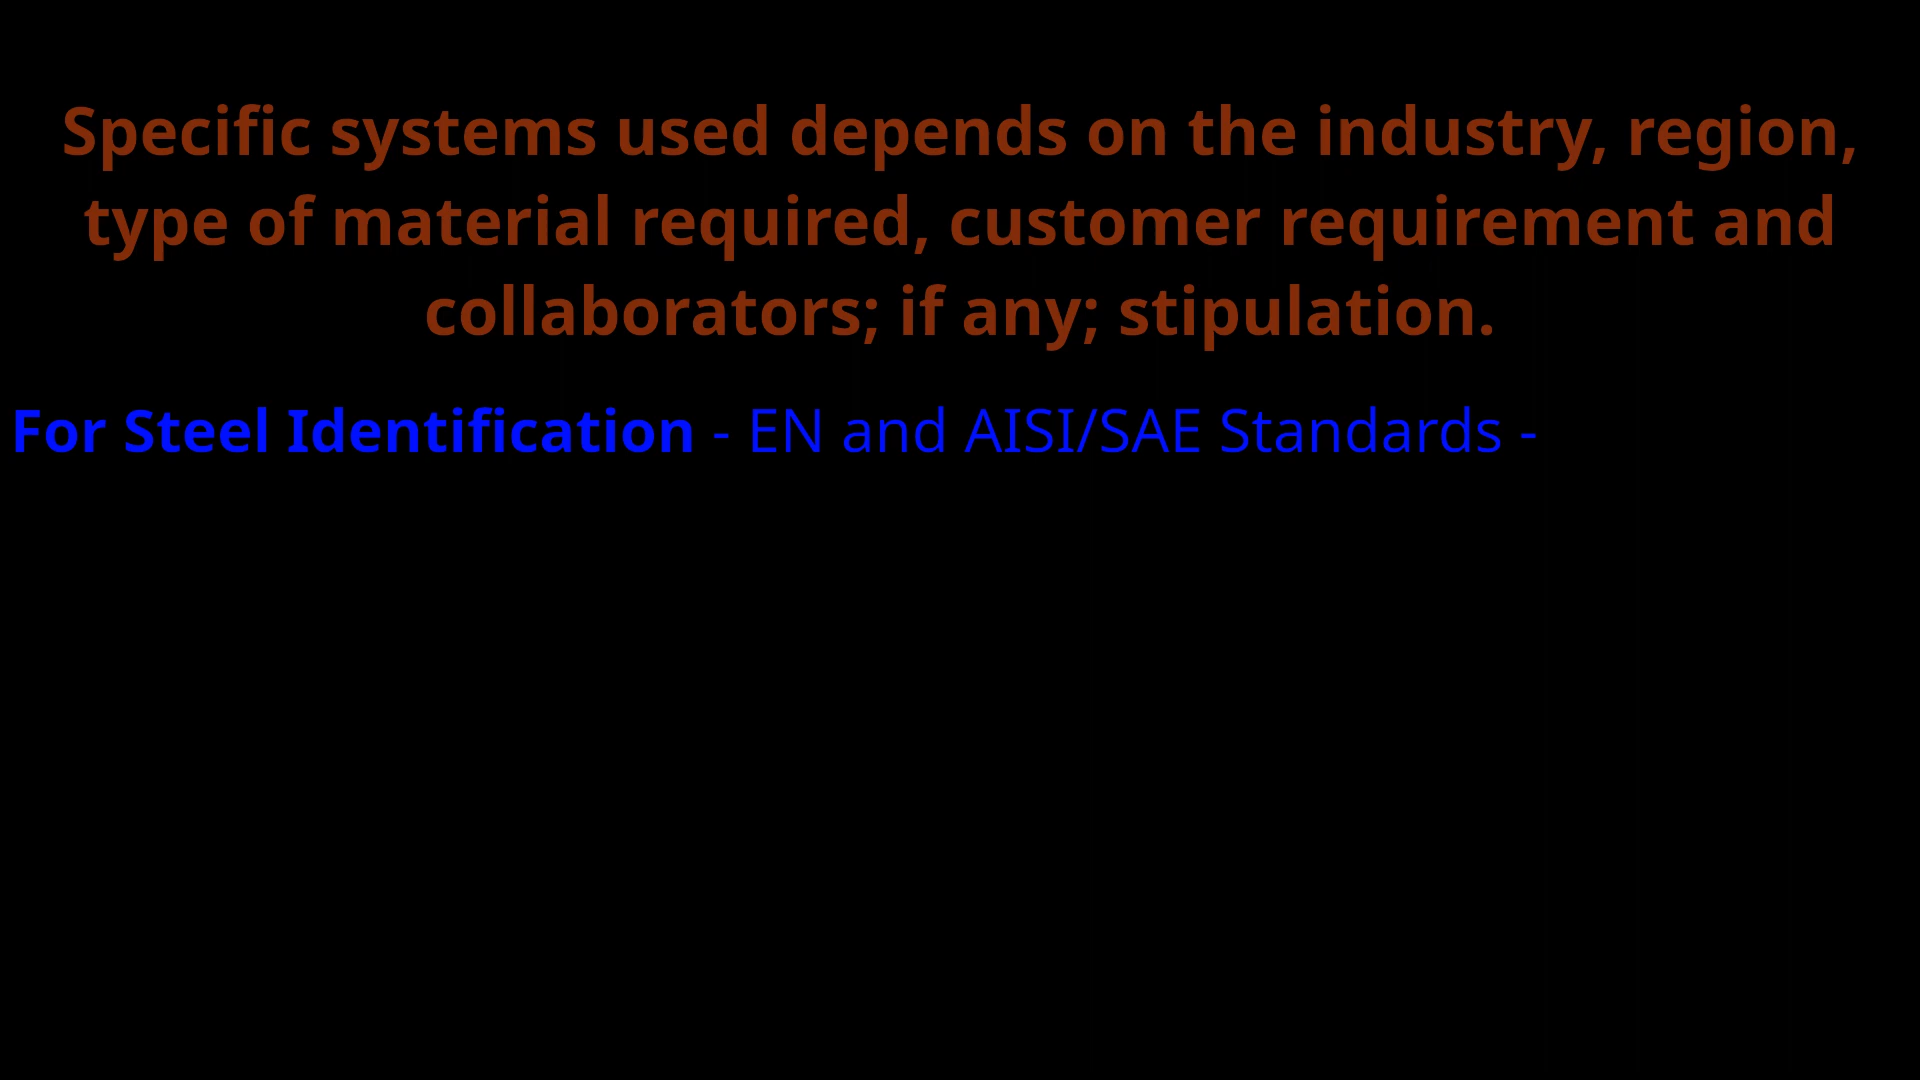 Specific systems used depends on the industry, region,
type of material required, customer requirement and
collaborators; if any; stipulation.
For Steel Identification - EN and AISI/SAE Standards -